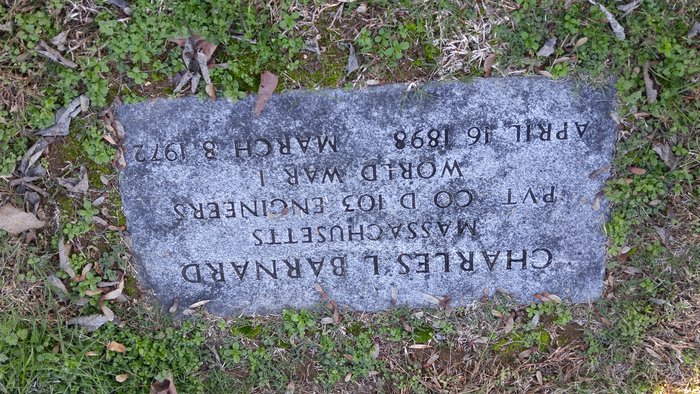 CHARLES L BARNARD
MASSACHUSETTS
PVT CO D 103 ENGINEERS
WORLD WAR I
APRIL 16 1898 MARCH 8 1972